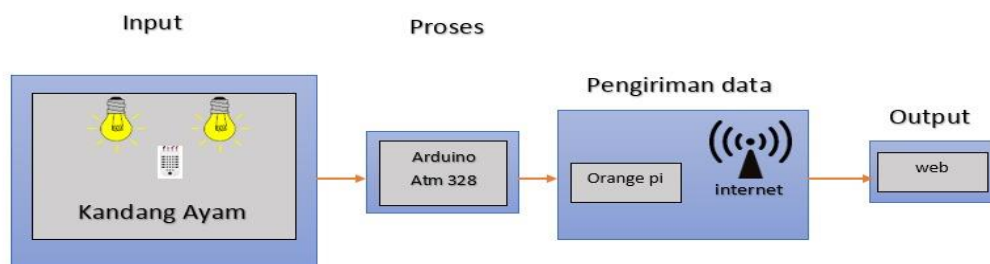 Input
Proses
Pengiriman data
Output
Kandang Ayam
Arduino
Atm 328
Orange pi
internet
web